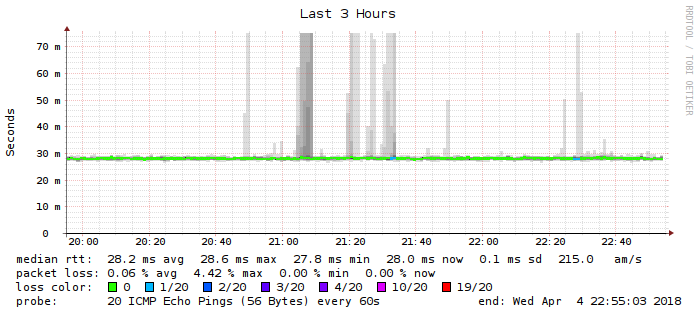 Last 3 Hours
RRDTOOL / TOBI OETIKER
Seconds
70 m
60 m
50 m
40 m
30 m
20 m
10 m
0
20:00 20:20 20:40 21:00 21:20 21:40 22:00 22:20 22:40
median rtt: 28.2 ms avg 28.6 ms max 27.8 ms min 28.0 ms now 0.1 ms sd 215.0 am/s
packet loss: 0.06 % avg 4.42 % max 0.00 % min 0.00 % now
loss color: 0 1/20 2/20 3/20 4/20 10/20 19/20
probe: 20 ICMP Echo Pings (56 Bytes) every 60s end: Wed Apr 4 22:55:03 2018